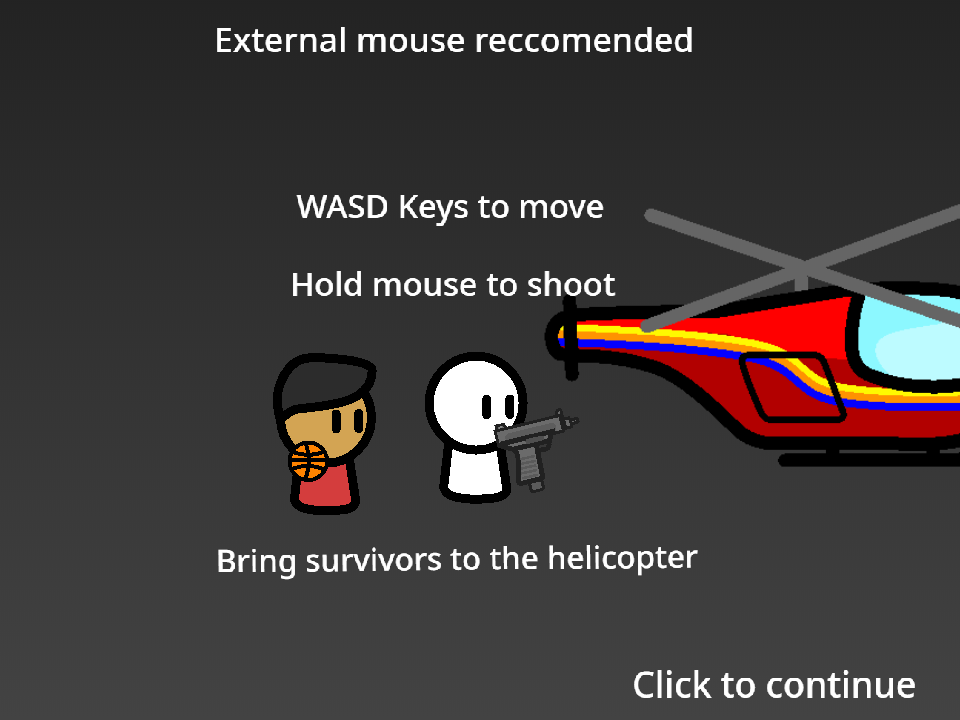 External mouse reccomended
WASD Keys to move
Hold mouse to shoot
Bring survivors to the helicopter
Click to continue